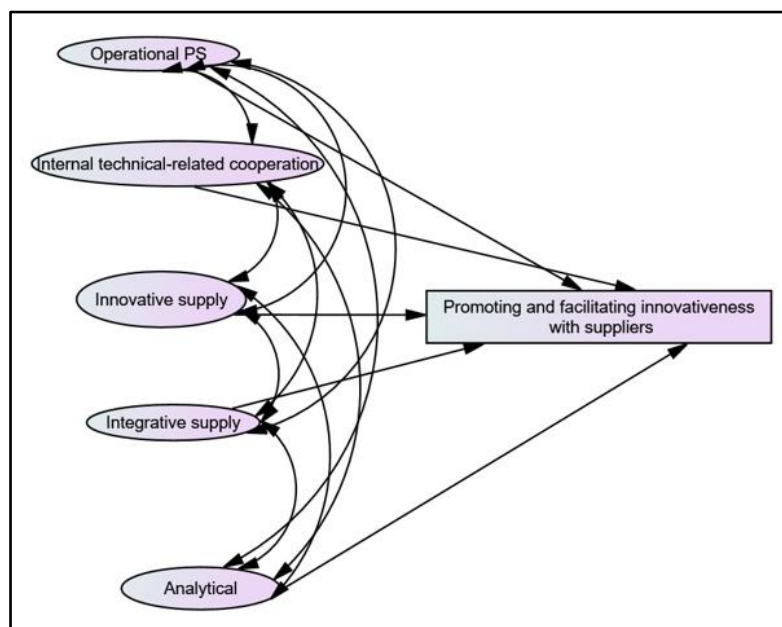 Operational PS
Internal technical-related cooperation
Innovative supply
Promoting and facilitating innovativeness
with suppliers
Integrative supply
Analytical